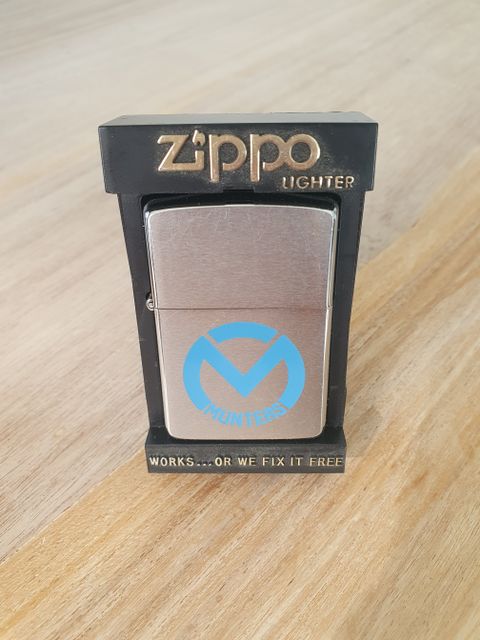 Zippo
LIGHTER
MUNTERS
WORKS...OR WE FIX IT FREE